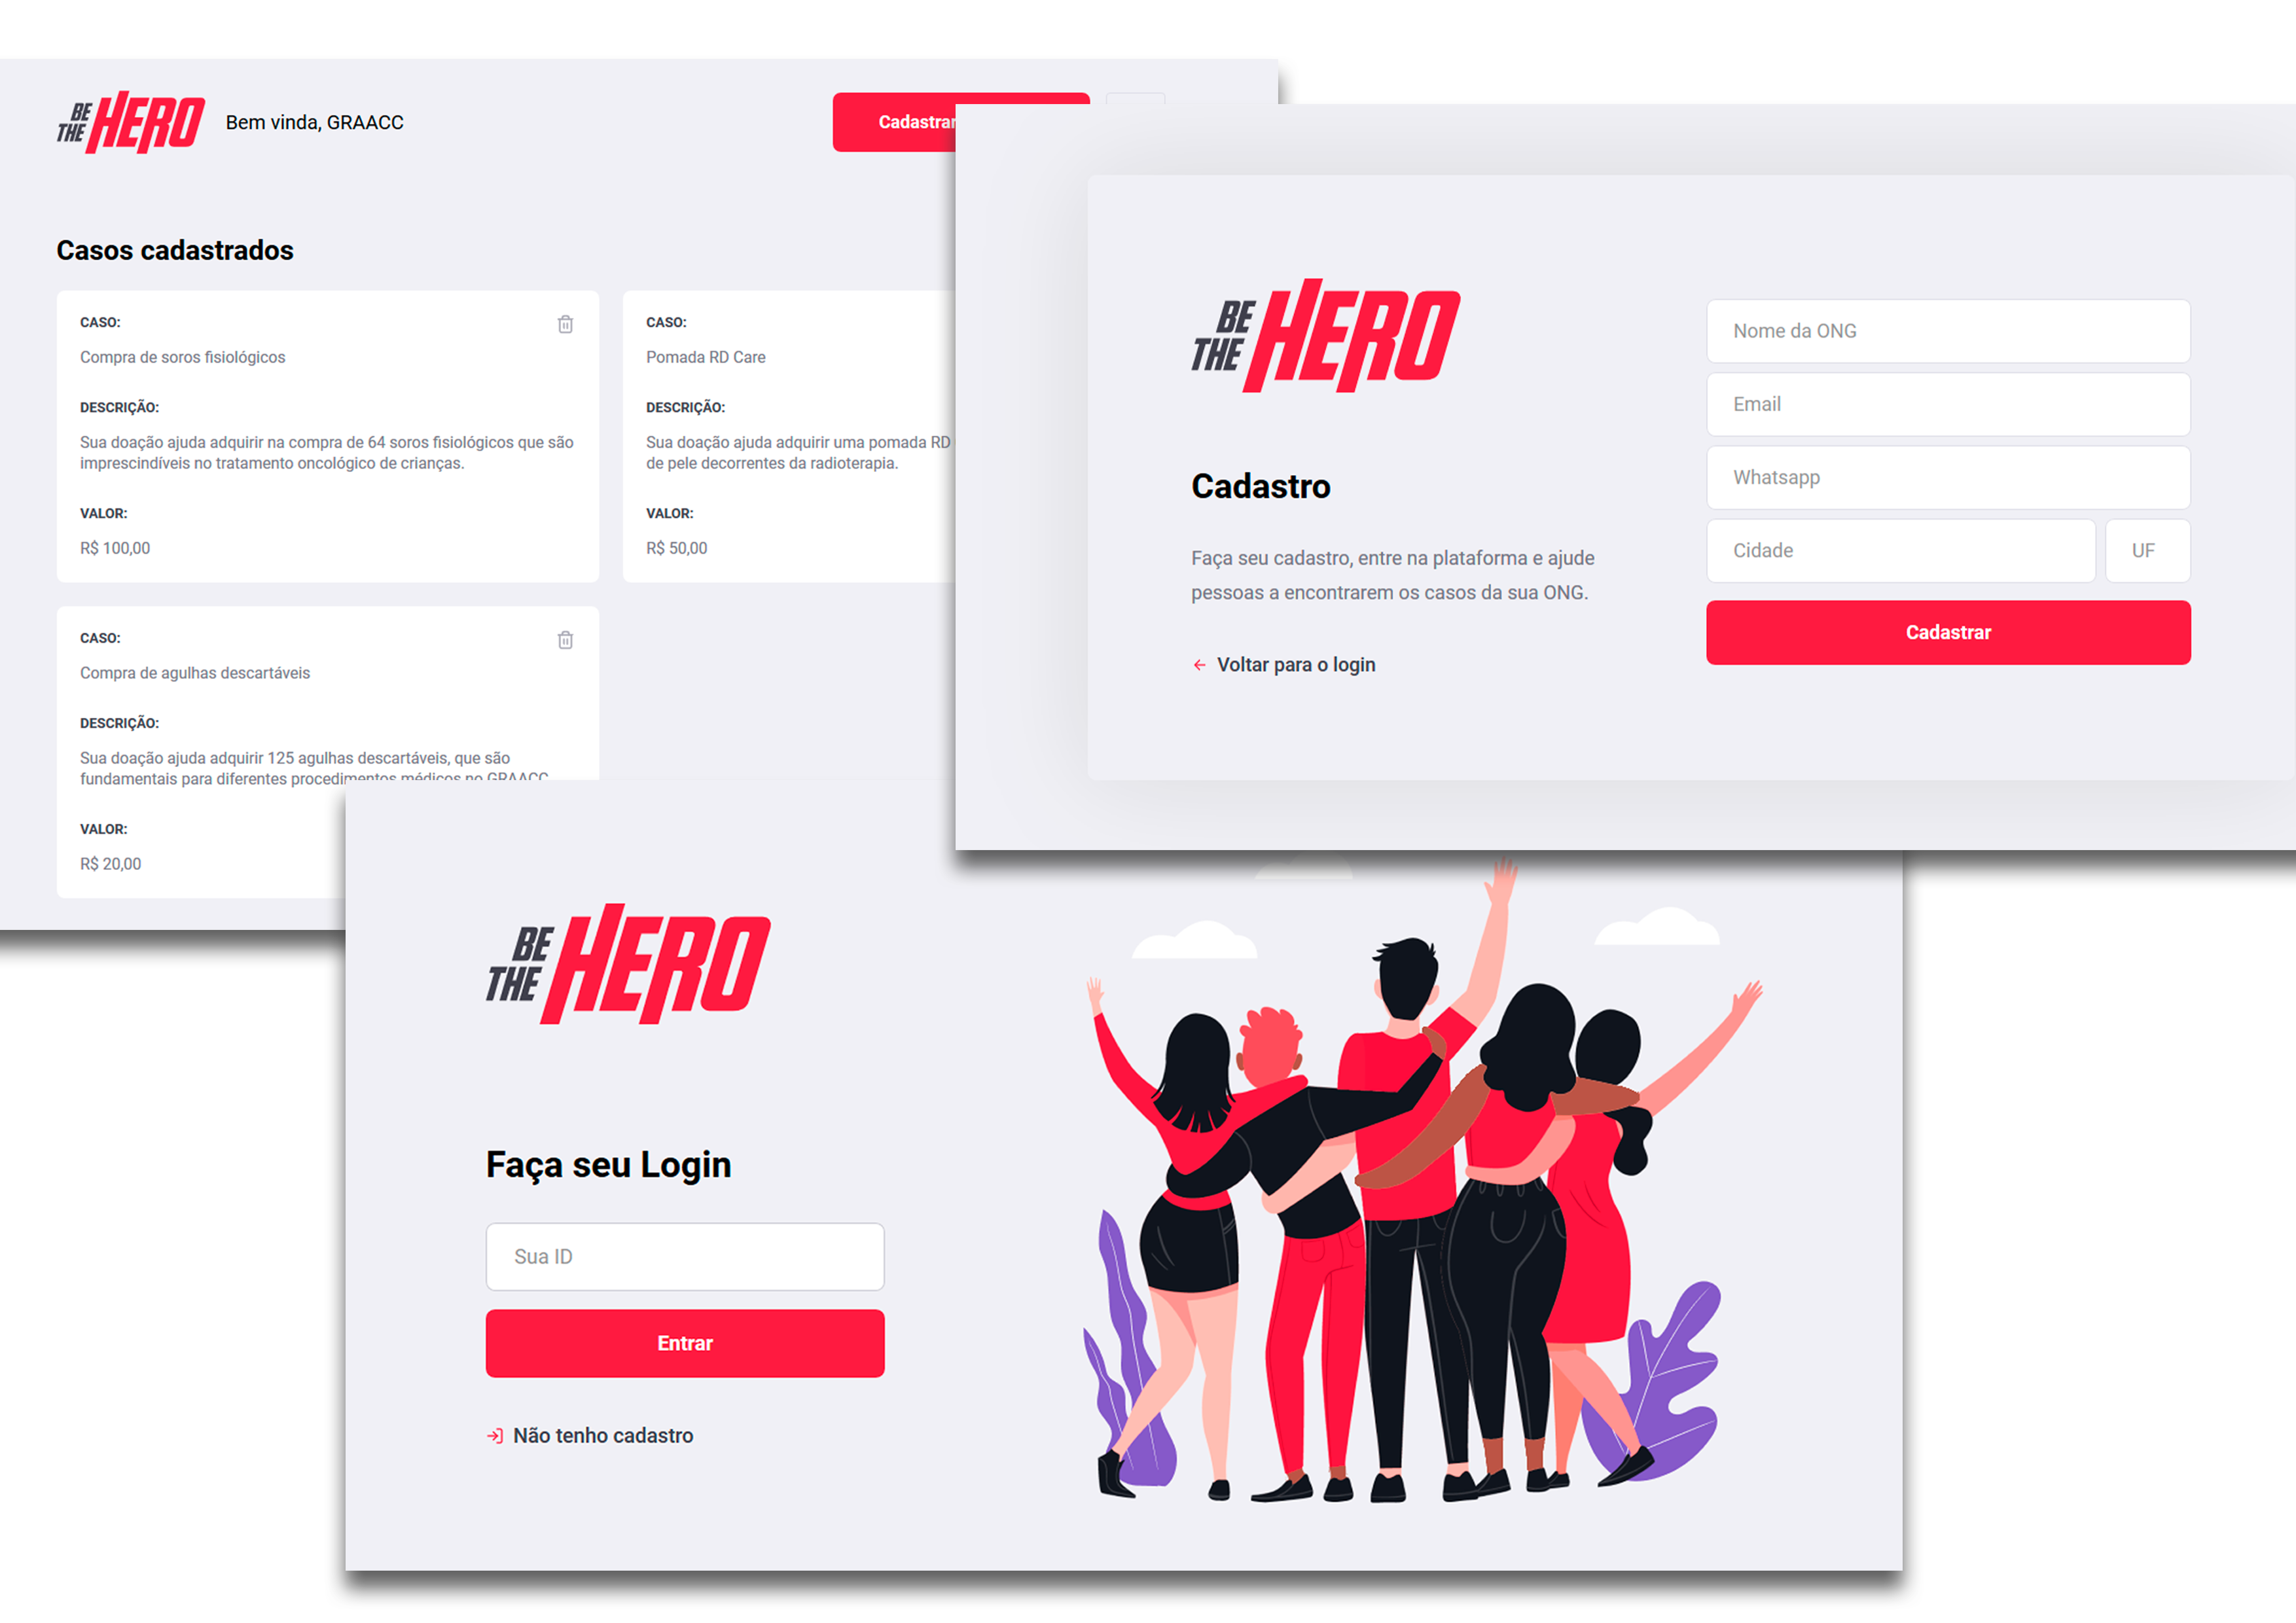 BE THE HERO
Bem vinda, GRAACC
Cadastrar
Casos cadastrados
CASO:
Compra de soros fisiológicos
DESCRIÇÃO:
Sua doação ajuda adquirir na compra de 64 soros fisiológicos que são
imprescindíveis no tratamento oncológico de crianças.
VALOR:
R$ 100,00
CASO:
Pomada RD Care
DESCRIÇÃO:
Sua doação ajuda adquirir uma pomada RD
de pele decorrentes da radioterapia.
VALOR:
R$ 50,00
CASO:
Compra de agulhas descartáveis
DESCRIÇÃO:
Sua doação ajuda adquirir 125 agulhas descartáveis, que são
fundamentais para diferentes procedimentos médicos no GRAACC
VALOR:
R$ 20,00
BE THE HERO
Cadastro
Faça seu cadastro, entre na plataforma e ajude
pessoas a encontrarem os casos da sua ONG.
Voltar para o login
Nome da ONG
Email
Whatsapp
Cidade
UF
Cadastrar
BE THE HERO
Faça seu Login
Sua ID
Entrar
Não tenho cadastro